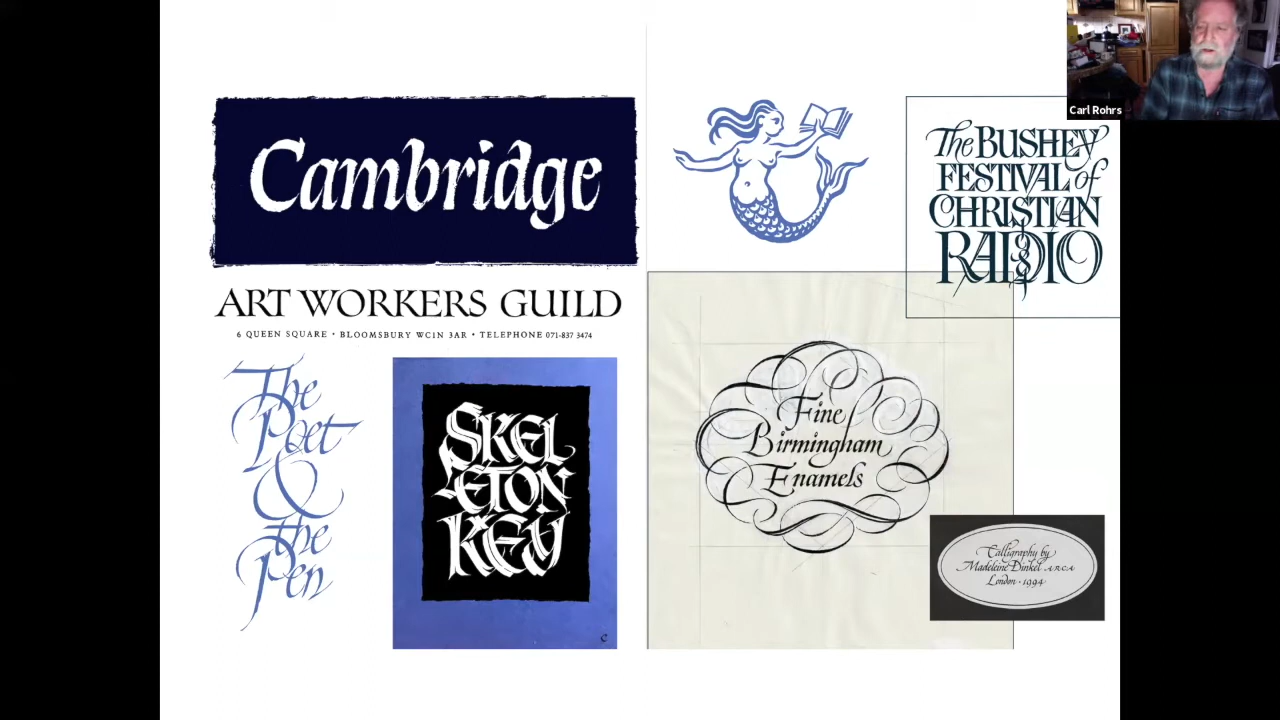 Cambridge
ART WORKERS GUILD
6 QUEEN SQUARE • BLOOMSBURY WC1N 3AR • TELEPHONE 071-837 3474
The
Poet
&
the
Pen
SKEL
ETON
KEY
C
The BUSHEY
FESTIVAL of
CHRISTIAN
RADIO
Fine
Birmingham
Enamels
Calligraphy by
Madeleine Dinkel ARCA
London · 1994
Carl Rohrs